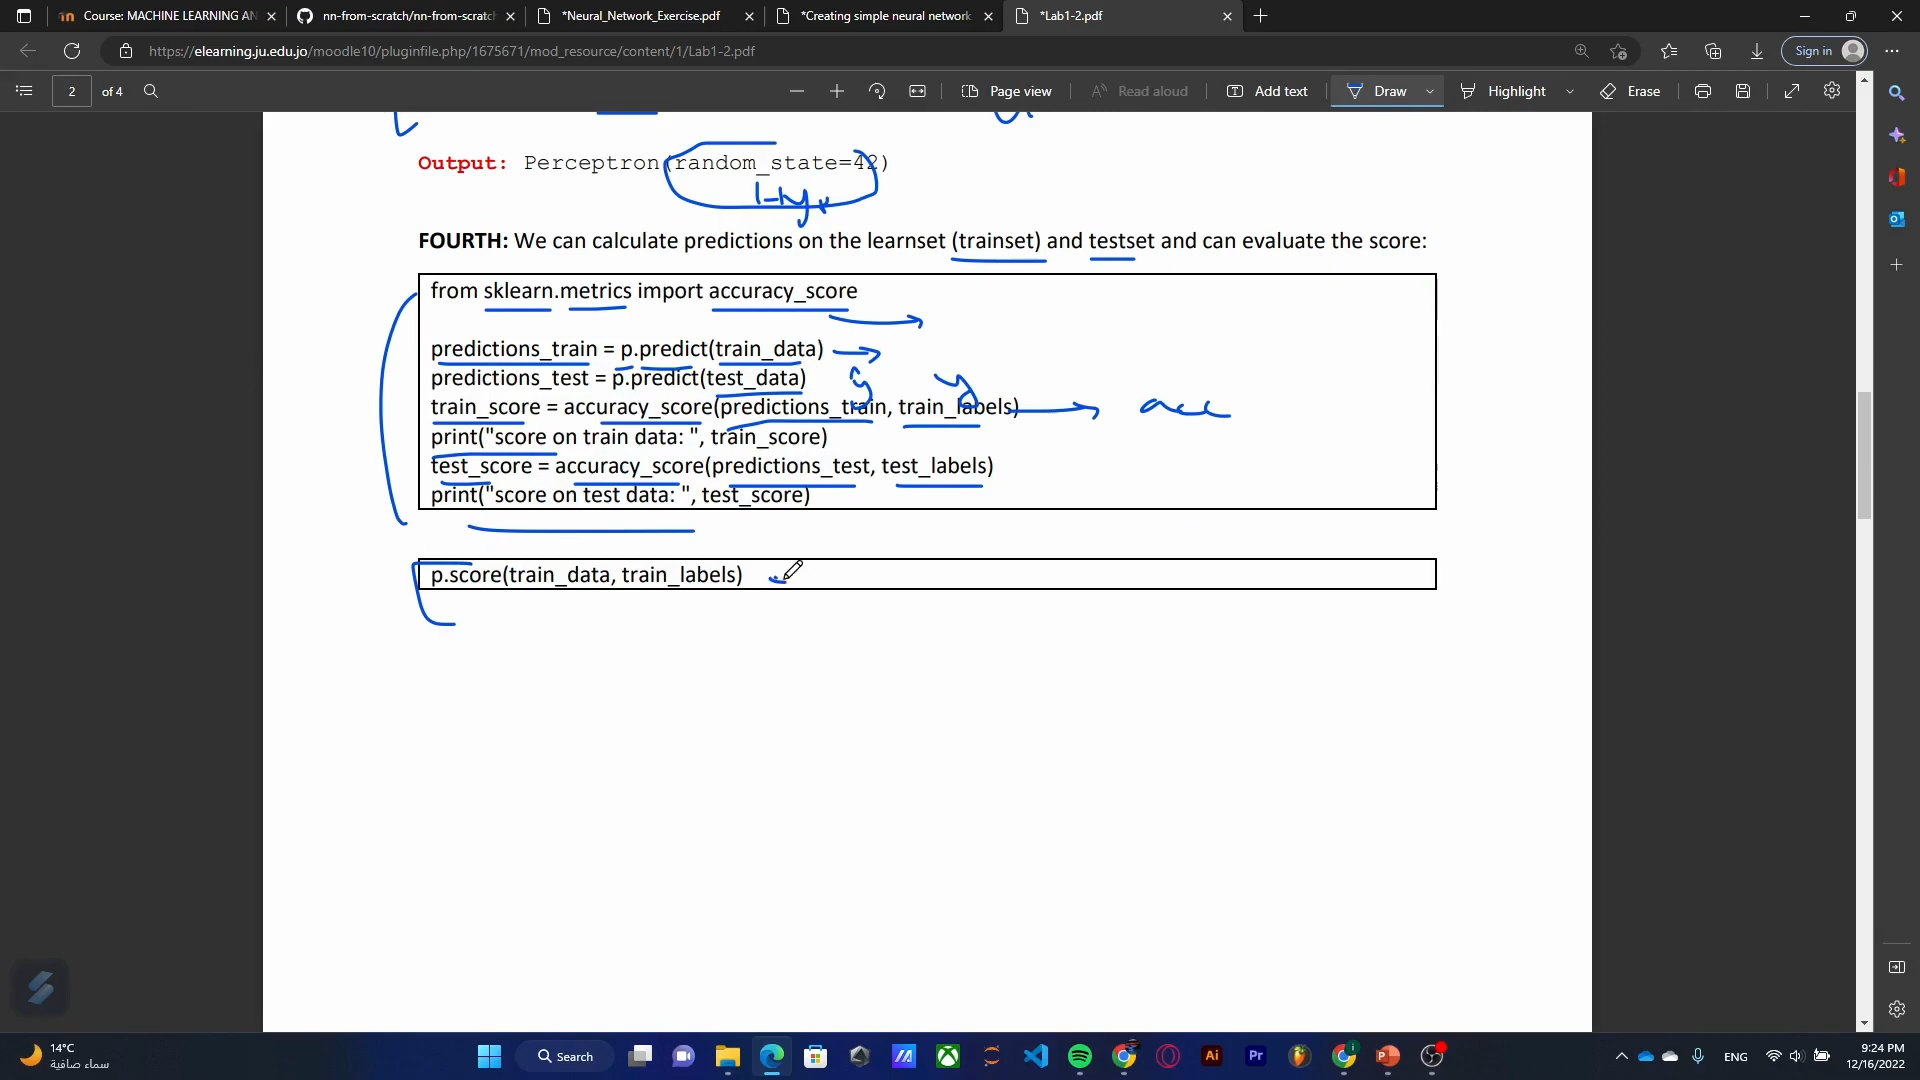 Course: MACHINE LEARNING AN
nn-from-scratch/nn-from-scratc
*Neural_Network_Exercise.pdf
*Creating simple neural network
*Lab1-2.pdf
https://elearning.ju.edu.jo/moodle10/pluginfile.php/1675671/mod_resource/content/1/Lab1-2.pdf
Sign in
2 of 4
Page view
Read aloud
Add text
Draw
Highlight
Erase
Output: Perceptron(random_state=42)
FOURTH: We can calculate predictions on the learnset (trainset) and testset and can evaluate the score:
from sklearn.metrics import accuracy_score
predictions_train = p.predict(train_data)
predictions_test = p.predict(test_data)
ŷ y
train_score = accuracy_score(predictions_train, train_labels) acc
print("score on train data: ", train_score)
test_score = accuracy_score(predictions_test, test_labels)
print("score on test data: ", test_score)
p.score(train_data, train_labels)
14°C
سماء صافية
Search
ENG
9:24 PM
12/16/2022